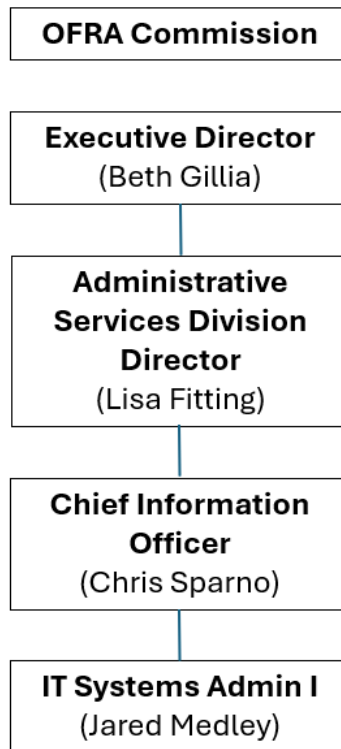 OFRA Commission
Executive Director
(Beth Gillia)
Administrative
Services Division
Director
(Lisa Fitting)
Chief Information
Officer
(Chris Sparno)
IT Systems Admin I
(Jared Medley)